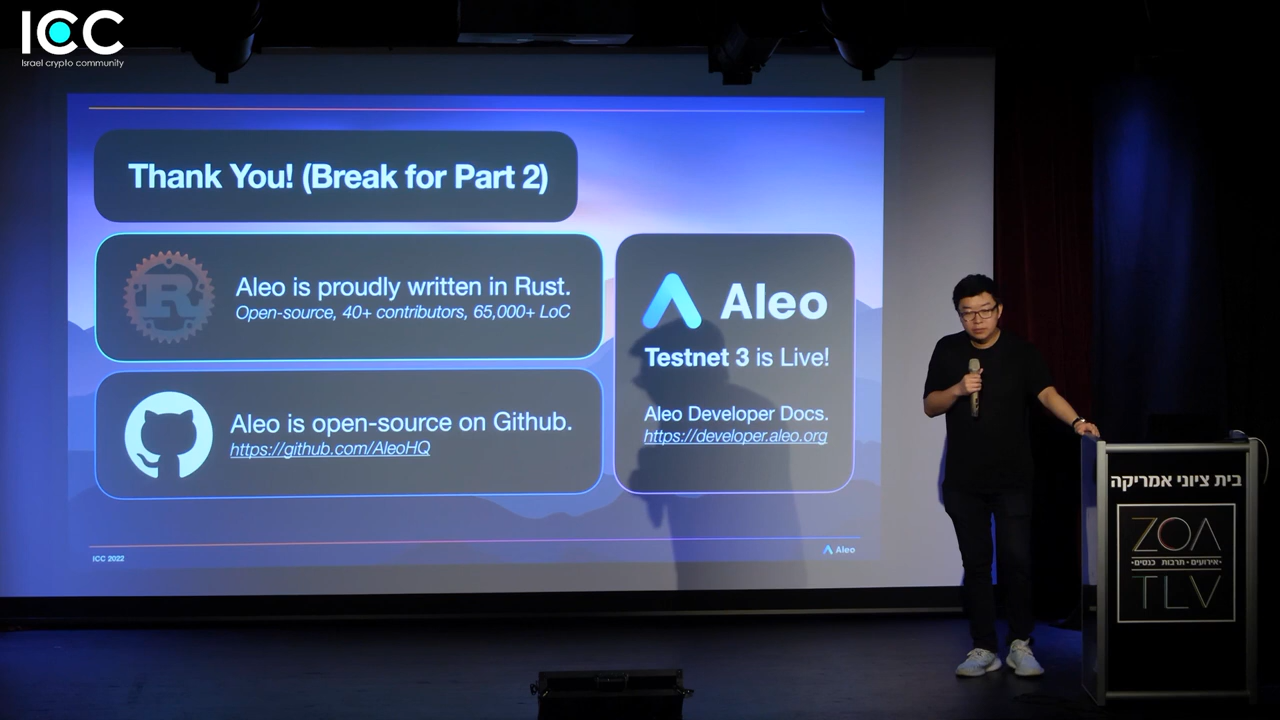 ICC
Israel crypto community
Thank You! (Break for Part 2)
R
Aleo is proudly written in Rust.
Open-source, 40+ contributors, 65,000+ LoC
Aleo is open-source on Github.
https://github.com/AleoHQ
Aleo
Testnet 3 is Live!
Aleo Developer Docs.
https://developer.aleo.org
ICC 2022
Aleo
בית ציוני אמריקה
ZOA
•אירועים • תרבות כנסים•
TLV